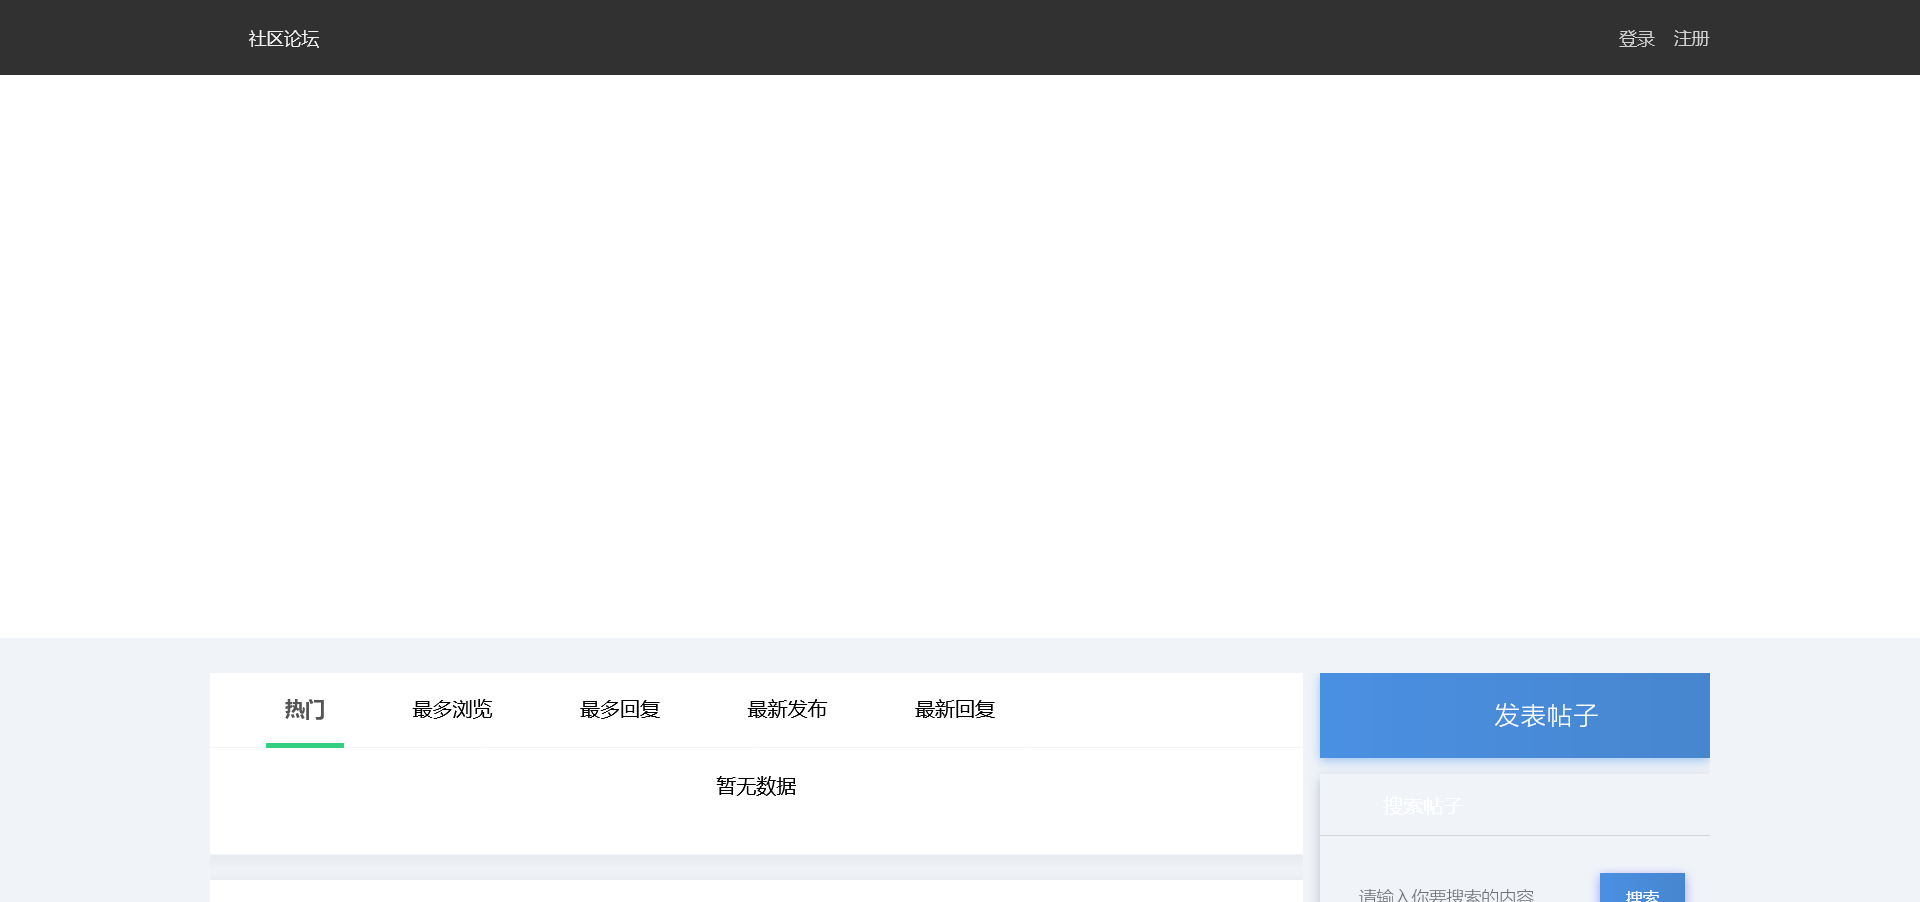 社区论坛
登录 注册
热门 最多浏览 最多回复 最新发布 最新回复
暂无数据
发表帖子
搜索帖子
请输入你要搜索的内容 搜索